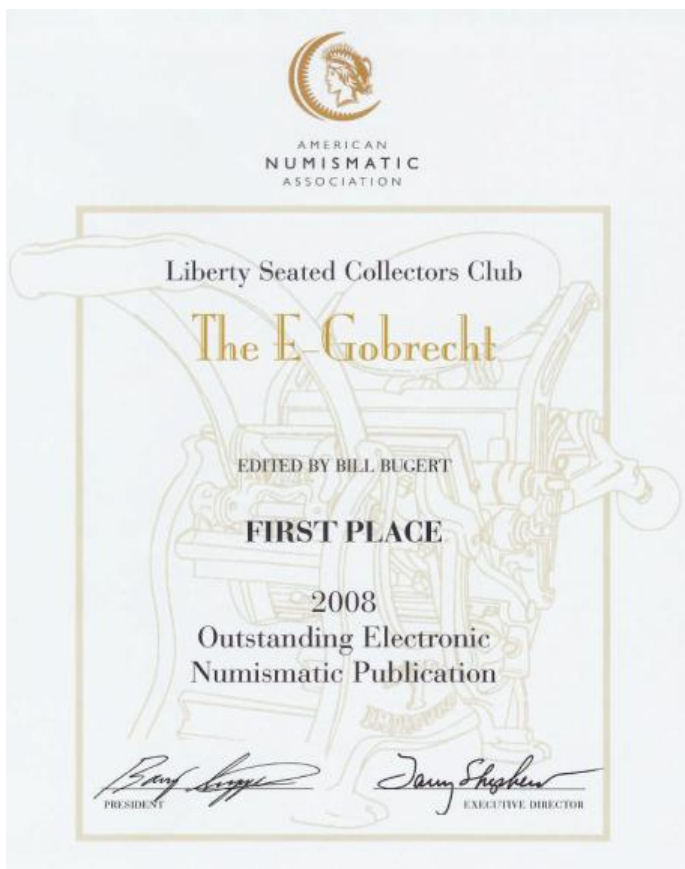 AMERICAN
NUMISMATIC
ASSOCIATION
Liberty Seated Collectors Club
The E-Gobrecht
EDITED BY BILL BUGERT
FIRST PLACE
2008
Outstanding Electronic
Numismatic Publication
PRESIDENT
EXECUTIVE DIRECTOR